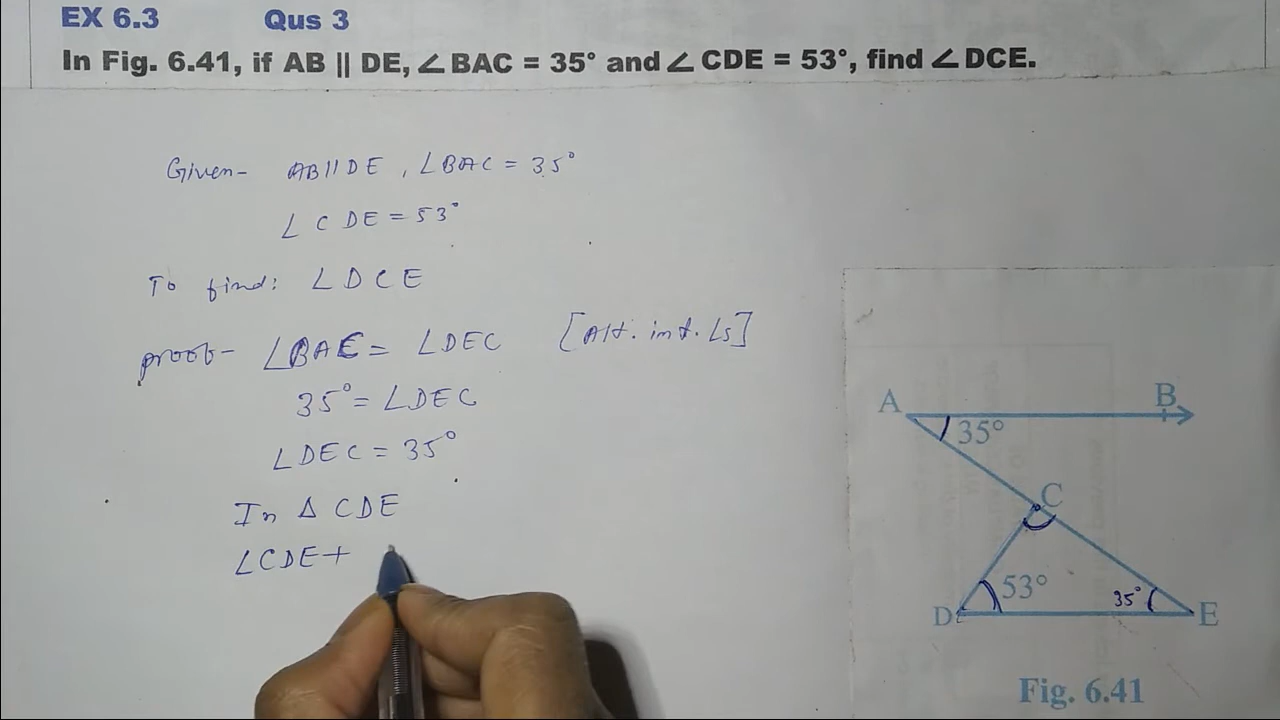 EX 6.3 Qus 3
In Fig. 6.41, if AB || DE, ∠BAC = 35° and ∠ CDE = 53°, find ∠DCE.
Given- AB||DE, ∠BAC = 35°
∠CDE = 53°
To find: ∠DCE
proof- ∠BAC = ∠DEC [Alt. int. ∠s]
35° = ∠DEC
∠DEC = 35°
In Δ CDE
∠CDE+
A B
35°
C
53° 35°
D E
Fig. 6.41